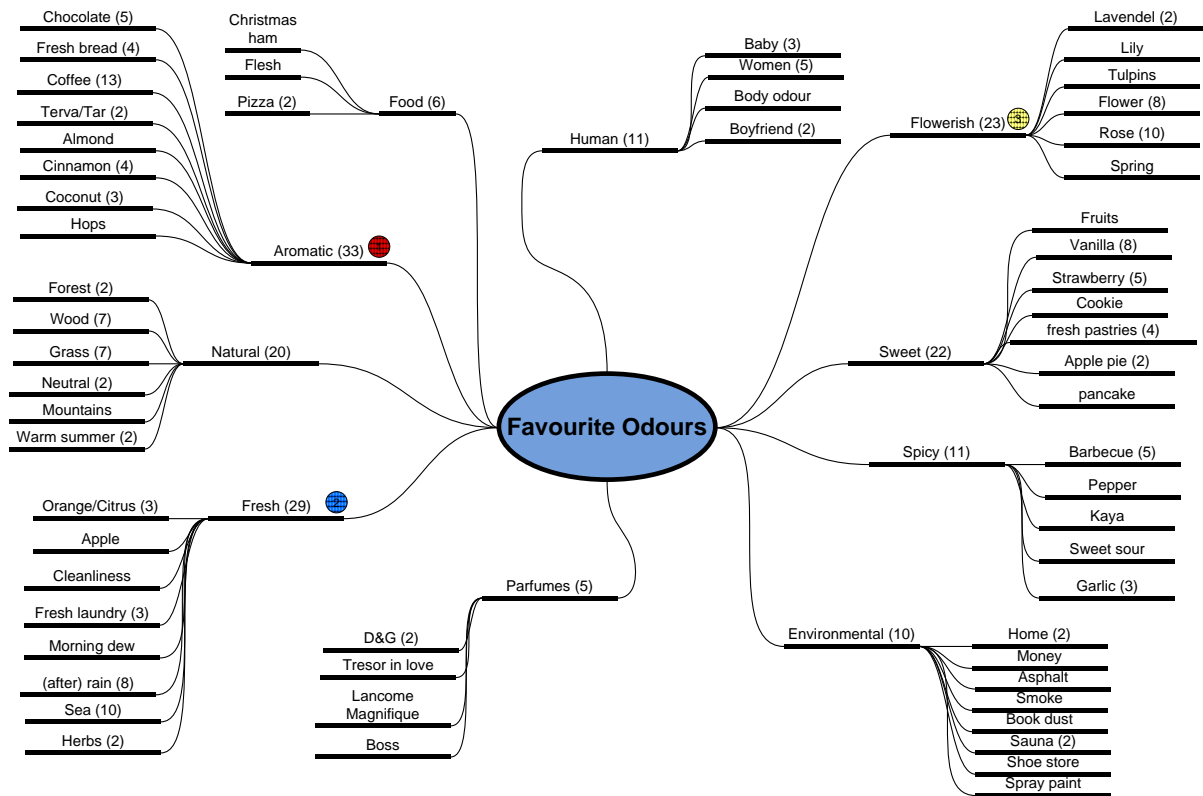 Chocolate (5)
Fresh bread (4)
Coffee (13)
Terva/Tar (2)
Almond
Cinnamon (4)
Coconut (3)
Hops
Aromatic (33)
Christmas
ham
Flesh
Pizza (2)
Food (6)
Baby (3)
Women (5)
Body odour
Boyfriend (2)
Human (11)
Lavendel (2)
Lily
Tulpins
Flower (8)
Rose (10)
Spring
Flowerish (23)
3
Fruits
Vanilla (8)
Strawberry (5)
Cookie
fresh pastries (4)
Apple pie (2)
pancake
Sweet (22)
Forest (2)
Wood (7)
Grass (7)
Neutral (2)
Mountains
Warm summer (2)
Natural (20)
Favourite Odours
Spicy (11)
Barbecue (5)
Pepper
Kaya
Sweet sour
Garlic (3)
Orange/Citrus (3)
Apple
Cleanliness
Fresh laundry (3)
Morning dew
(after) rain (8)
Sea (10)
Herbs (2)
Fresh (29)
Parfumes (5)
D&G (2)
Tresor in love
Lancome
Magnifique
Boss
Environmental (10)
Home (2)
Money
Asphalt
Smoke
Book dust
Sauna (2)
Shoe store
Spray paint